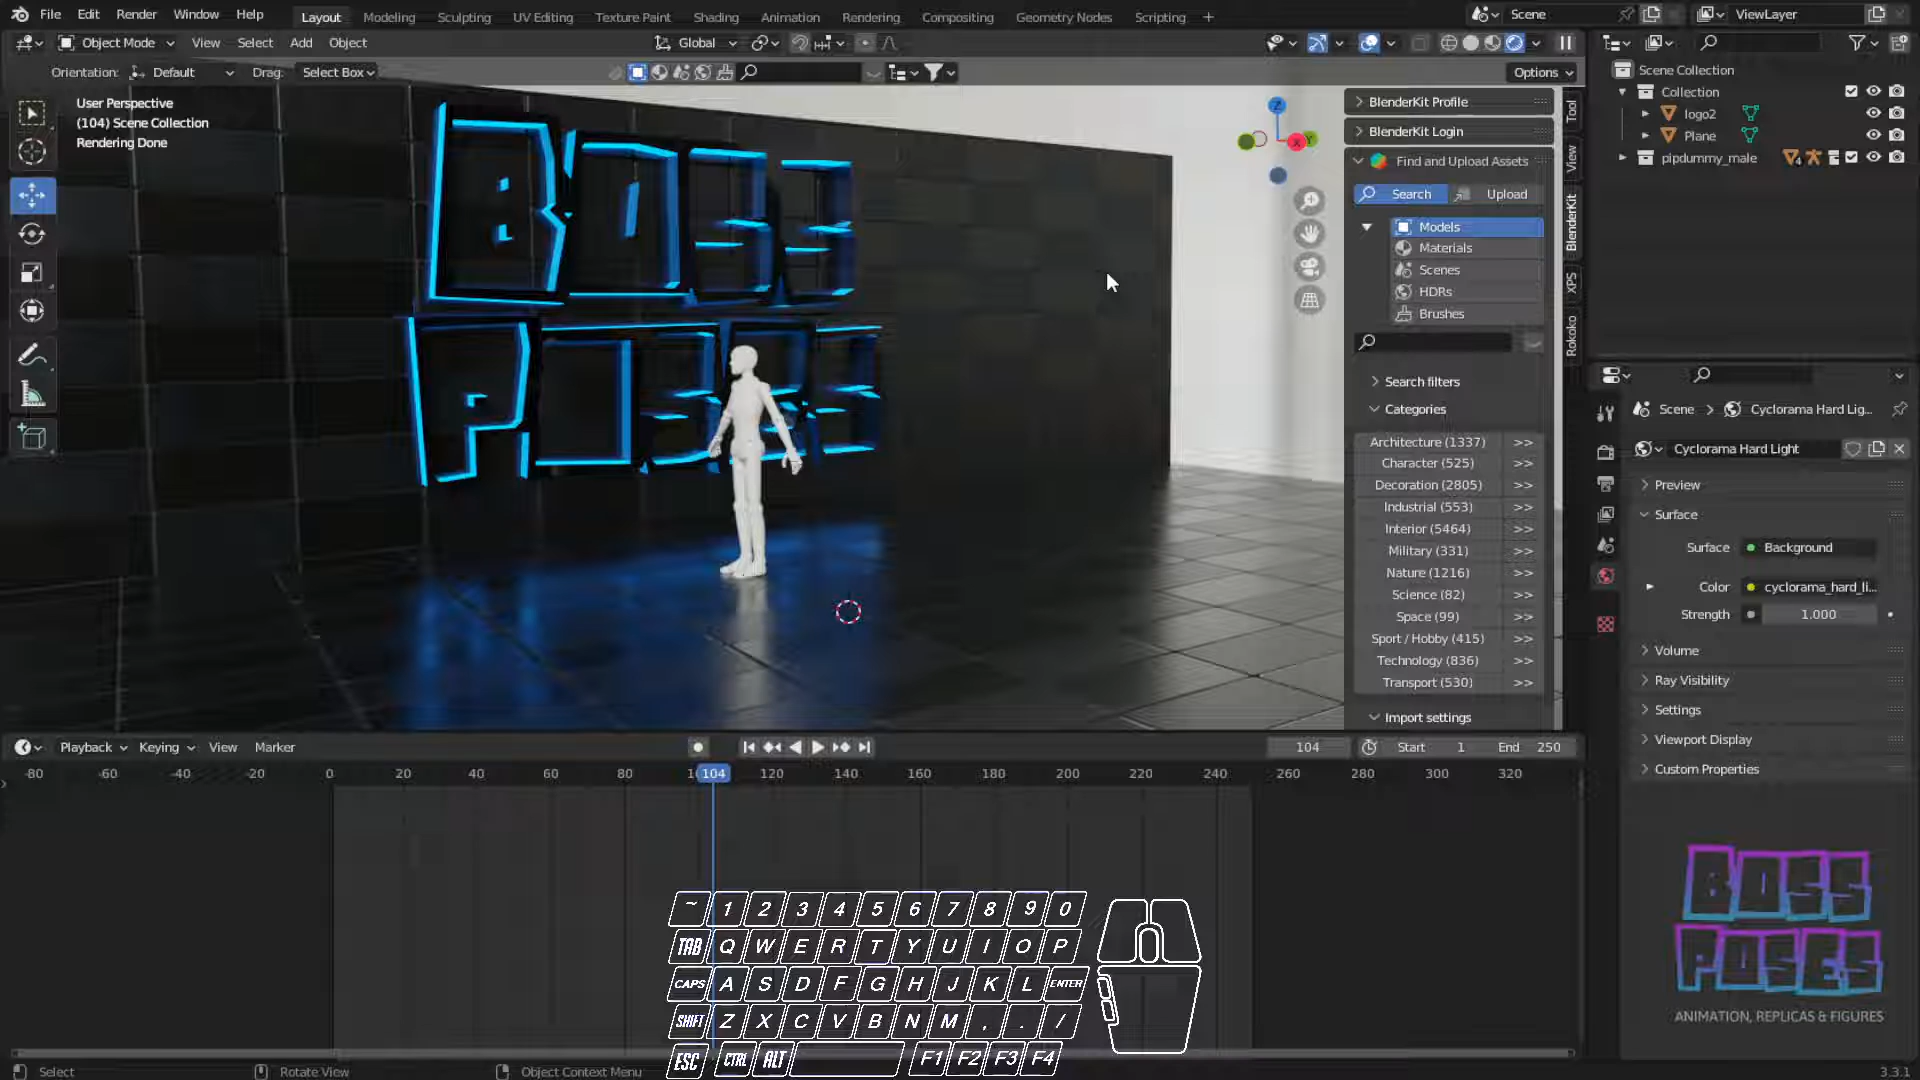 File Edit Render Window Help
Layout Modeling Sculpting UV Editing Texture Paint Shading Animation Rendering Compositing Geometry Nodes Scripting +
Scene
ViewLayer
Object Mode View Select Add Object
Global
Orientation: Default Drag: Select Box
Options
User Perspective
(104) Scene Collection
Rendering Done
BOSS
POSES
Z
X
Y
BlenderKit Profile
BlenderKit Login
Find and Upload Assets
Search Upload
Models
Materials
Scenes
HDRs
Brushes
Search filters
Categories
Architecture (1337) >>
Character (525) >>
Decoration (2805) >>
Industrial (553) >>
Interior (5464) >>
Military (331) >>
Nature (1216) >>
Science (82) >>
Space (99) >>
Sport / Hobby (415) >>
Technology (836) >>
Transport (530) >>
Import settings
Tool
View
BlenderKit
XPS
Rokoko
Scene Collection
Collection
logo2
Plane
pipdummy_male 4
Scene > Cyclorama Hard Lig...
Cyclorama Hard Light
Preview
Surface
Surface Background
Color cyclorama_hard_li...
Strength 1.000
Volume
Ray Visibility
Settings
Viewport Display
Custom Properties
Playback Keying View Marker
104 Start 1 End 250
-80 -60 -40 -20 0 20 40 60 80 104 120 140 160 180 200 220 240 260 280 300 320
~ 1 2 3 4 5 6 7 8 9 0
TAB Q W E R T Y U I O P
CAPS A S D F G H J K L ENTER
SHIFT Z X C V B N M , . /
ESC CTRL ALT F1 F2 F3 F4
BOSS
POSES
ANIMATION, REPLICAS & FIGURES
Select Rotate View Object Context Menu
3.3.1